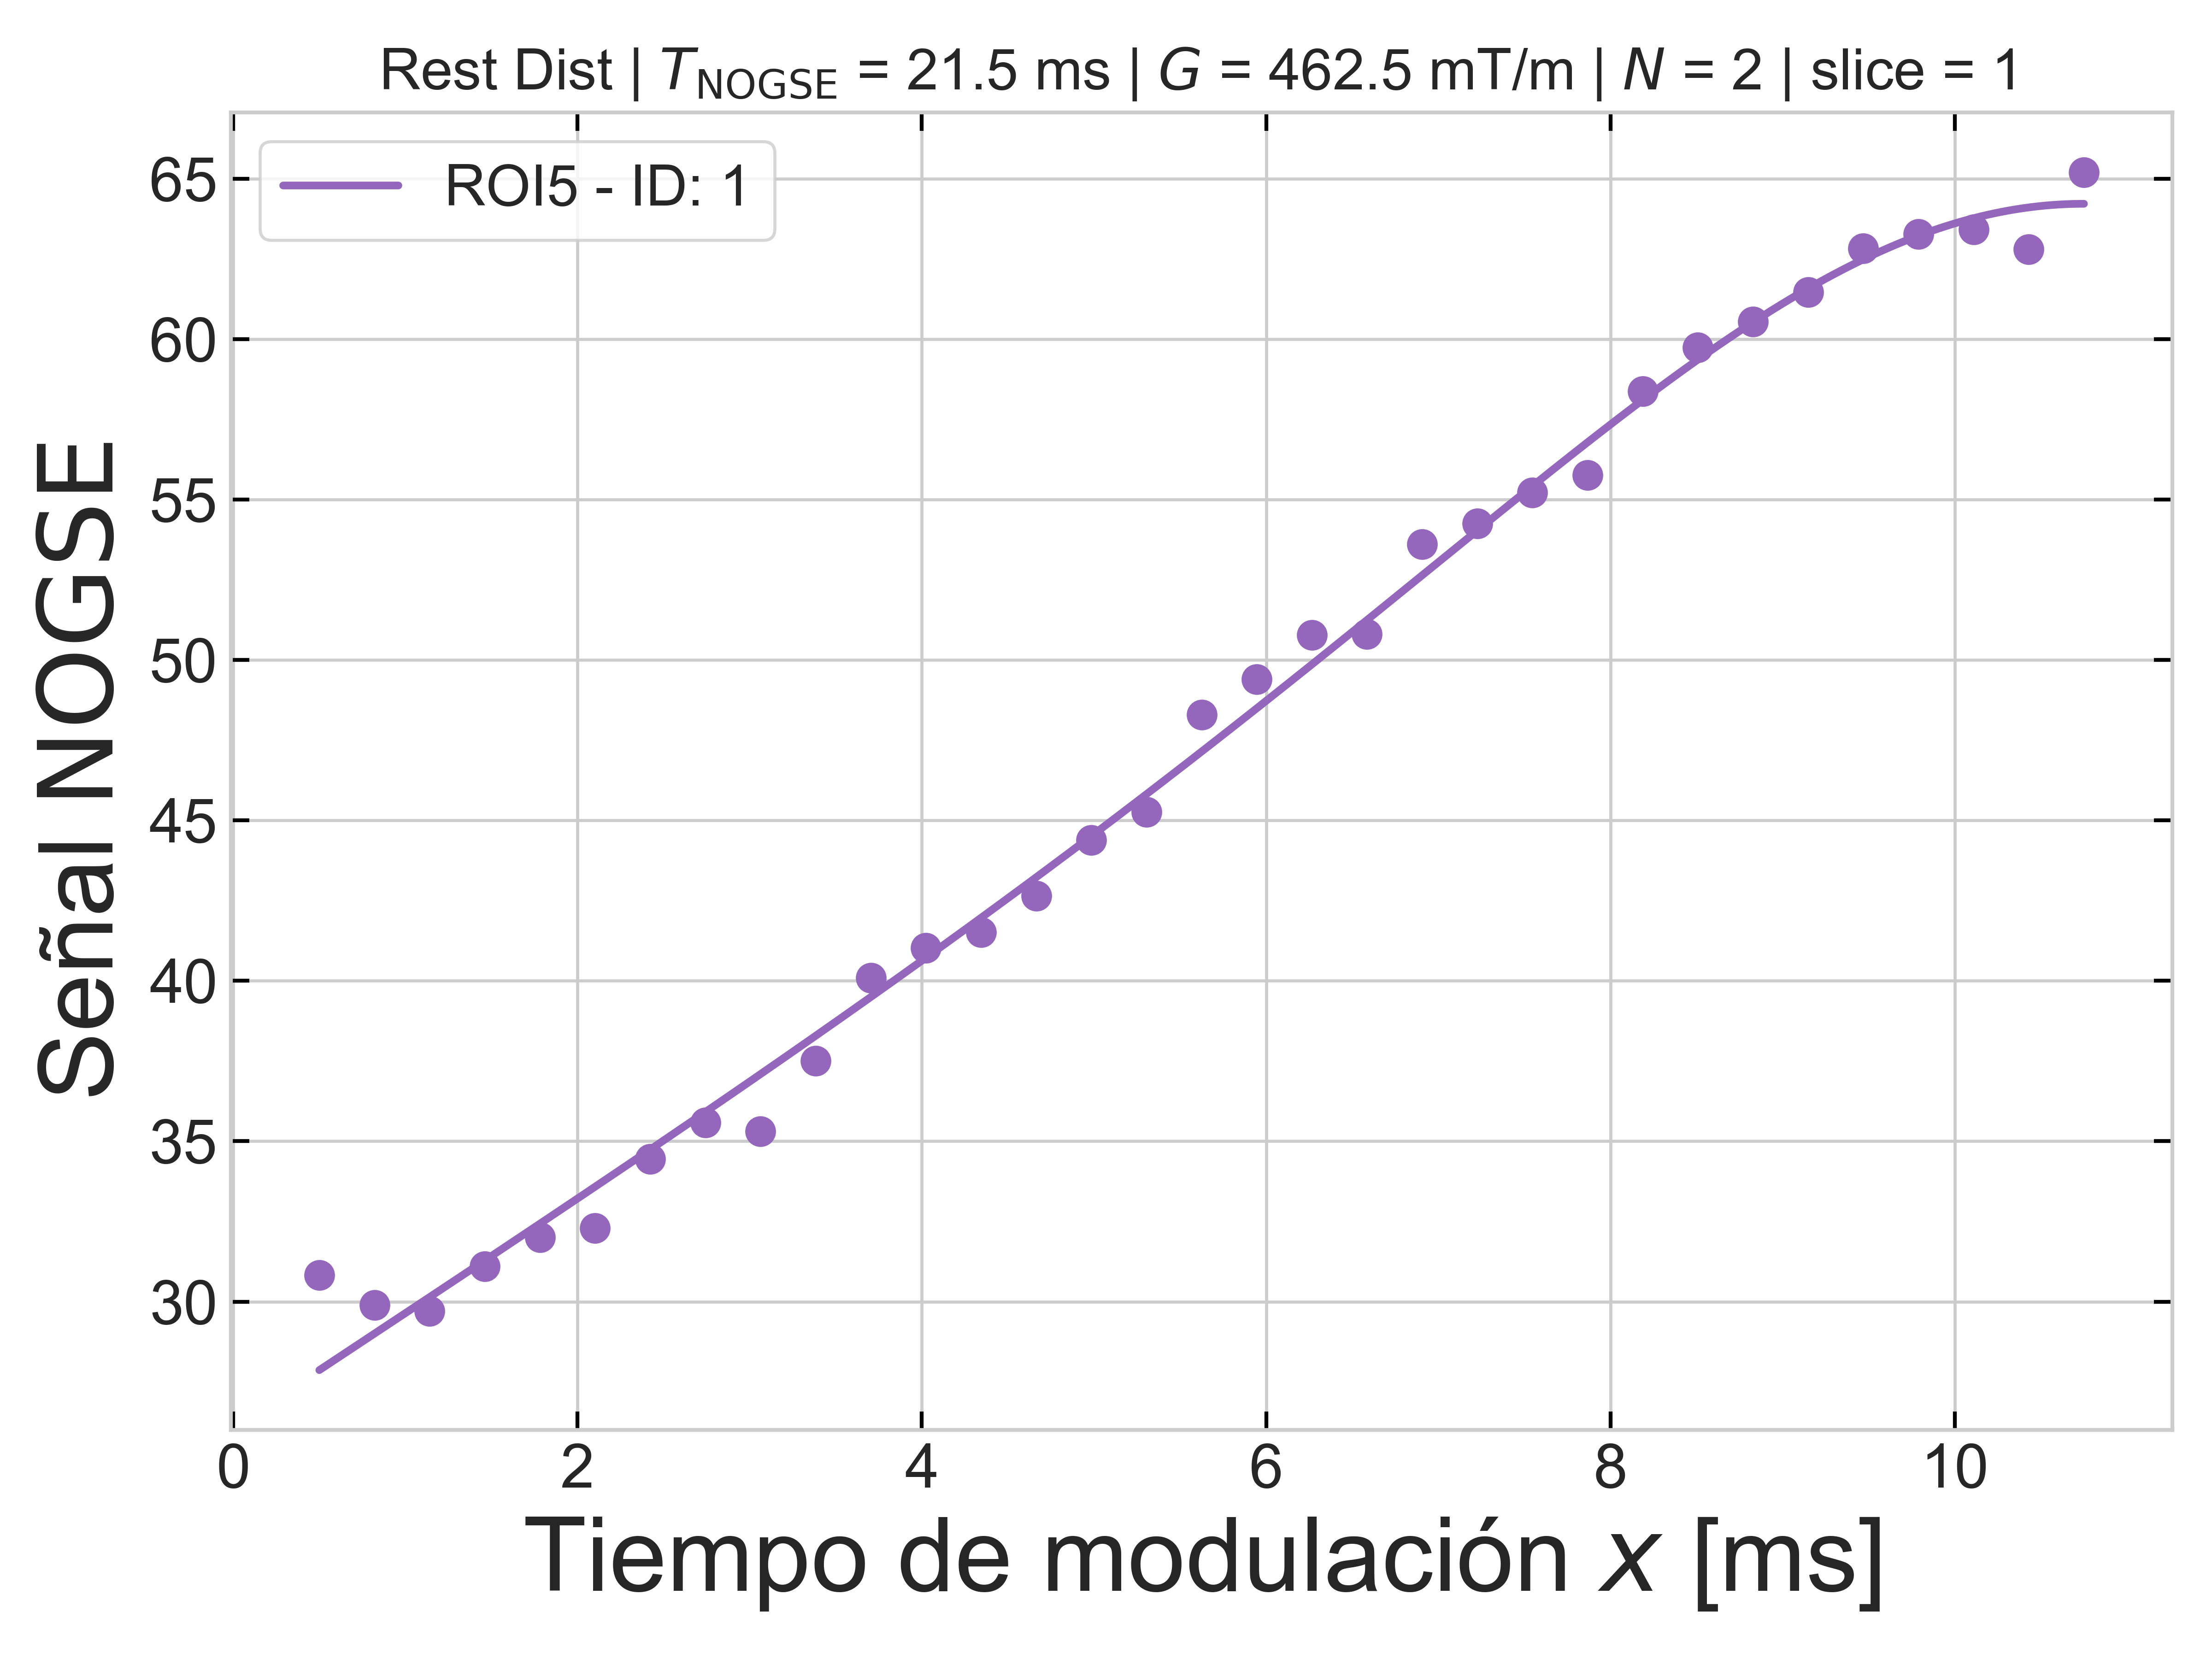 Rest Dist | T_NOGSE = 21.5 ms | G = 462.5 mT/m | N = 2 | slice = 1
ROI5 - ID: 1
65
60
55
50
45
40
35
30
Señal NOGSE
0 2 4 6 8 10
Tiempo de modulación x [ms]